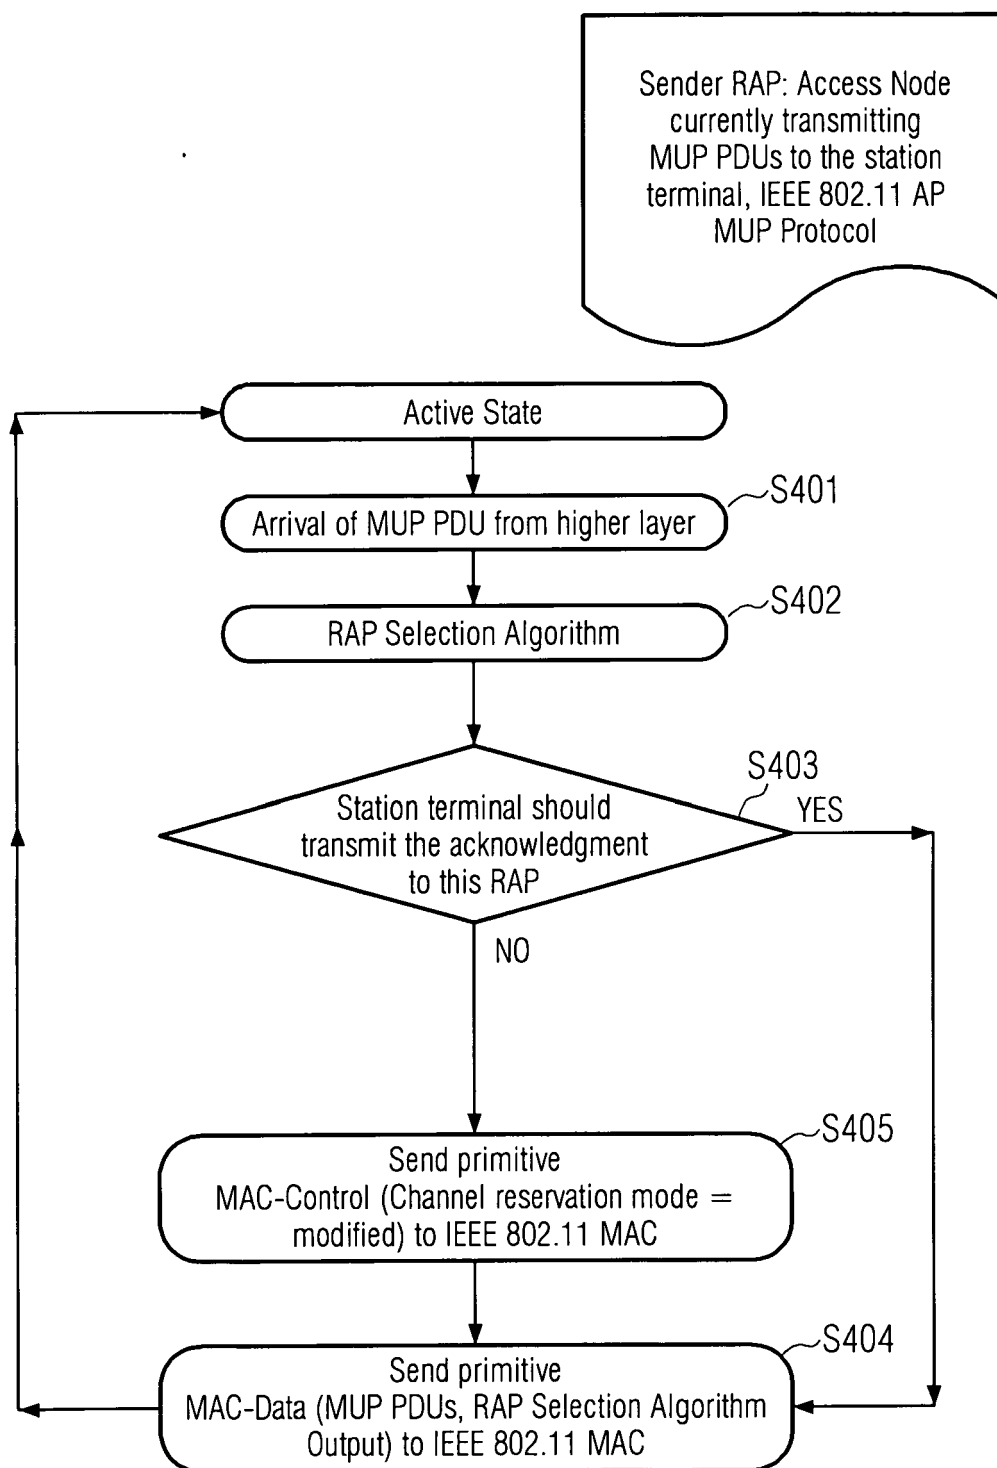 Sender RAP: Access Node
currently transmitting
MUP PDUs to the station
terminal, IEEE 802.11 AP
MUP Protocol
Active State
S401
Arrival of MUP PDU from higher layer
S402
RAP Selection Algorithm
S403
YES
Station terminal should
transmit the acknowledgment
to this RAP
NO
S405
Send primitive
MAC-Control (Channel reservation mode =
modified) to IEEE 802.11 MAC
S404
Send primitive
MAC-Data (MUP PDUs, RAP Selection Algorithm
Output) to IEEE 802.11 MAC